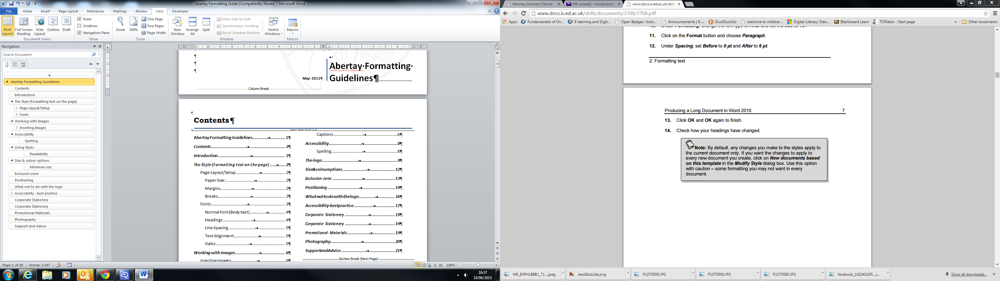 Abertay Formatting Guide [Compatibility Mode] - Microsoft Word
File Home Insert Page Layout References Mailings Review View Developer
Print Layout
Full Screen Reading
Web Layout
Outline
Draft
Document Views
Ruler
Gridlines
Navigation Pane
Show
Zoom
100%
One Page
Two Pages
Page Width
Zoom
New Window
Arrange All
Split
View Side by Side
Synchronous Scrolling
Reset Window Position
Window
Switch Windows
Macros
Macros
Navigation
Search Document
Abertay Formatting Guidelines
Contents
Introduction
The Style (Formatting text on the page)
Page Layout/Setup
Fonts
Working with Images
Inserting Images
Accessibility
Spelling
Using Styles
Readability
Size & colour options
Minimum size
Exclusion zone
Positioning
What not to do with the logo
Accessibility - best practice
Corporate Stationery
Corporate Stationery
Promotional Materials
Photography
Support and Advice
Abertay·Formatting·
Guidelines¶
May·2015¶
Column Break
Contents¶
Section Break (Continuous)
Abertay·Formatting·Guidelines 1¶
Contents 2¶
Introduction 1¶
The·Style·(Formatting·text·on·the·page) 2¶
Page·Layout/Setup 2¶
Paper·Size: 2¶
Margins 2¶
Breaks 2¶
Fonts 3¶
Normal·font·(Body·text) 4¶
Headings 4¶
Line·Spacing 5¶
Text·Alignment 5¶
Italics 5¶
Working·with·Images 6¶
Inserting·Images 6¶
Captions 6¶
Accessibility 8¶
Spelling 8¶
The·logo 9¶
Size·&·colour·options 12¶
Exclusion·zone 13¶
Positioning 14¶
What·not·to·do·with·the·logo 16¶
Accessibility·-·best·practice 17¶
Corporate·Stationery 19¶
Corporate·Stationery 19¶
Promotional·Materials 19¶
Photography 20¶
Support·and·Advice 21¶
Section Break (Next Page)
Page: 1 of 30 Words: 2,547
100%
16:37
10/06/2015
Abertay Intranet | Home
(89 unread) - nicola.mcbr
www.docs.is.ed.ac.uk/skill
www.docs.is.ed.ac.uk/skills/documents/3708/3708.pdf
Apps Fundamentals of On... E-learning and Digit... Open Badges : Instr... Announcements | E-... DuckDuckGo welcome to childcar... Digital Literacy Stan... Blackboard Learn TOPdesk - Start page » Other bookmarks
11. Click on the Format button and choose Paragraph.
12. Under Spacing, set Before to 0 pt and After to 6 pt.
2. Formatting text
Producing a Long Document in Word 2010 7
13. Click OK and OK again to finish.
14. Check how your headings have changed.
Note: By default, any changes you make to the styles apply to
the current document only. If you want the changes to apply to
every new document you create, click on New documents based
on this template in the Modify Style dialog box. Use this option
with caution – some formatting you may not want in every
document.
MK_EXPHLBBB1_71....jpeg
Jess&Isla14a.png
P1070508.JPG
P1070506.JPG
P1070580.JPG
facebook_142043265....j...
Show all downloads...